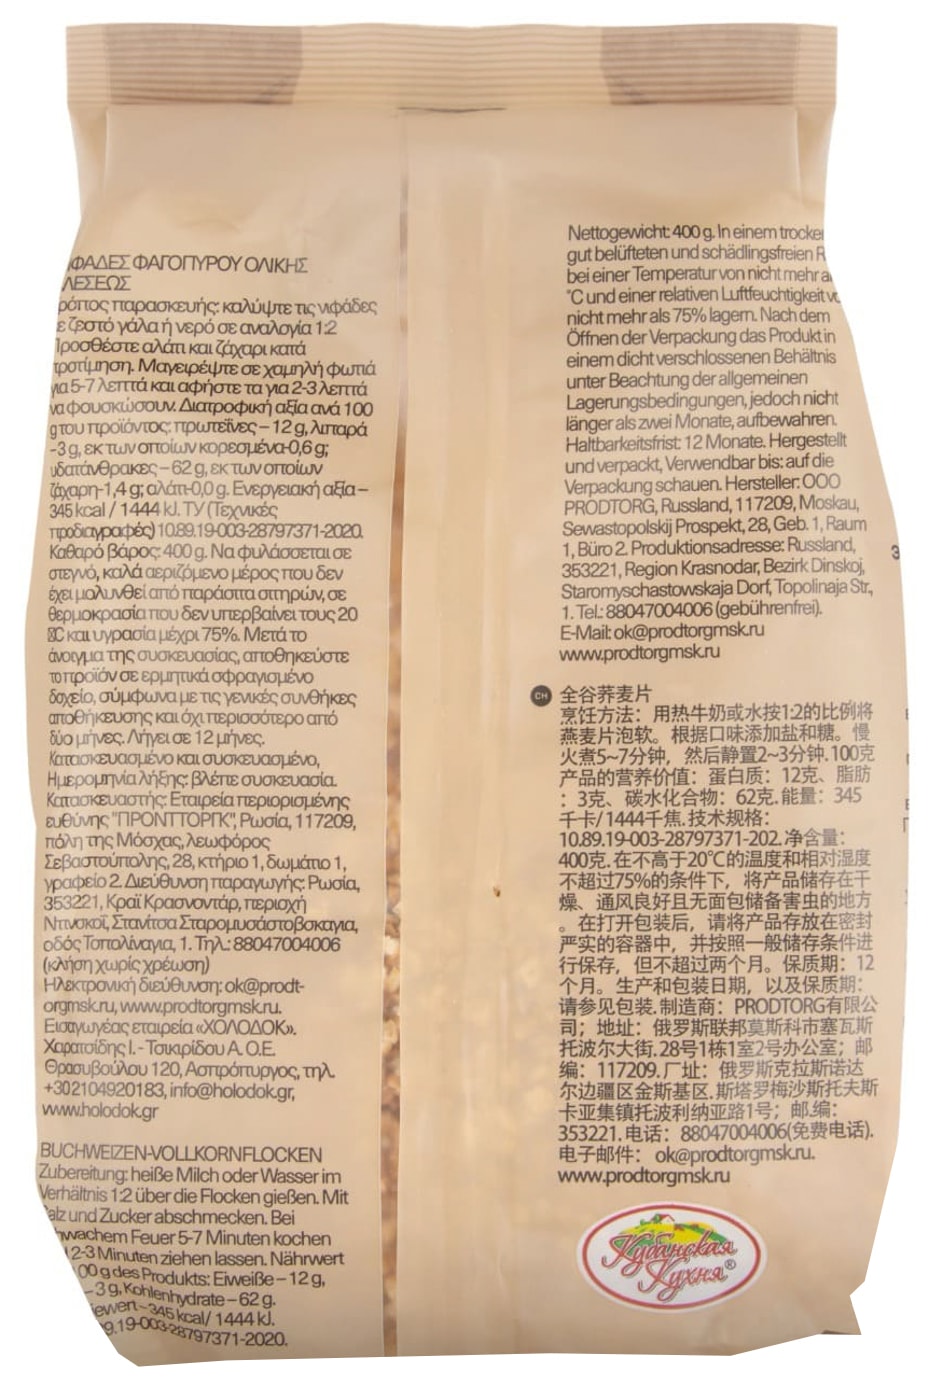 ΦΑΔΕΣ ΦΑΓΟΠΥΡΟΥ ΟΛΙΚΗΣ
ΛΕΣΕΩΣ
ρόπος παρασκευής: καλύψτε τις νιφάδες
ε ζεστό γάλα ή νερό σε αναλογία 1:2
Προσθέστε αλάτι και ζάχαρι κατά
προτίμηση. Μαγειρέψτε σε χαμηλή φωτιά
για 5-7 λεπτά και αφήστε τα για 2-3 λεπτά
να φουσκώσουν. Διατροφική αξία ανά 100
g του προϊόντος: πρωτεΐνες – 12 g, λιπαρά
-3 g, εκ των οποίων κορεσμένα-0,6 g;
υδατάνθρακες – 62 g, εκ των οποίων
ζάχαρη-1,4 g; αλάτι-0,0 g. Ενεργειακή αξία –
345 kcal / 1444 kJ. ΤΥ (Τεχνικές
προδιαγραφές) 10.89.19-003-28797371-2020.
Καθαρό βάρος: 400 g. Να φυλάσσεται σε
στεγνό, καλά αεριζόμενο μέρος που δεν
έχει μολυνθεί από παράσιτα σιτηρών, σε
θερμοκρασία που δεν υπερβαίνει τους 20
C και υγρασία μέχρι 75%. Μετά το
άνοιγμα της συσκευασίας, αποθηκεύστε
το προϊόν σε ερμητικά σφραγισμένο
δοχείο, σύμφωνα με τις γενικές συνθήκες
αποθήκευσης και όχι περισσότερο από
δύο μήνες. Λήγει σε 12 μήνες.
Κατασκευασμένο και συσκευασμένο,
Ημερομηνία λήξης: βλέπε συσκευασία.
Κατασκευαστής: Εταιρεία περιορισμένης
ευθύνης "ΠΡΟΝΤΤΟΡΓΚ", Ρωσία, 117209,
πόλη της Μόσχας, λεωφόρος
Σεβαστούπολης, 28, κτήριο 1, δωμάτιο 1,
γραφείο 2. Διεύθυνση παραγωγής: Ρωσία,
353221, Κραϊ Κρασνοντάρ, περιοχή
Ντινσκοϊ, Στανίτσα Σταρομυσάστοβσκαγια,
οδός Τοπολίναγια, 1. Τηλ.: 88047004006
(κλήση χωρίς χρέωση)
Ηλεκτρονική διεύθυνση: ok@prodt-
orgmsk.ru, www.prodtorgmsk.ru.
Εισαγωγέας εταιρεία «ΧΟΛΟΔΟΚ».
Χαρατσίδης Ι. - Τσικιρίδου Α. Ο.Ε.
Θρασυβούλου 120, Ασπρόπυργος, τηλ.
+302104920183, info@holodok.gr,
www.holodok.gr
BUCHWEIZEN-VOLLKORNFLOCKEN
Zubereitung: heiße Milch oder Wasser im
Verhältnis 1:2 über die Flocken gießen. Mit
Salz und Zucker abschmecken. Bei
hwachem Feuer 5-7 Minuten kochen
2-3 Minuten ziehen lassen. Nährwert
00 g des Produkts: Eiweiße – 12 g,
– 3 g, Kohlenhydrate – 62 g.
iewert – 345 kcal/ 1444 kJ.
9.19-003-28797371-2020.
Nettogewicht: 400 g. In einem trocken
gut belüfteten und schädlingsfreien R
bei einer Temperatur von nicht mehr a
°C und einer relativen Luftfeuchtigkeit vo
nicht mehr als 75% lagern. Nach dem
Öffnen der Verpackung das Produkt in
einem dicht verschlossenen Behältnis
unter Beachtung der allgemeinen
Lagerungsbedingungen, jedoch nicht
länger als zwei Monate, aufbewahren.
Haltbarkeitsfrist: 12 Monate. Hergestellt
und verpackt, Verwendbar bis: auf die
Verpackung schauen. Hersteller: OOO
PRODTORG, Russland, 117209, Moskau,
Sewastopolskij Prospekt, 28, Geb. 1, Raum
1, Büro 2. Produktionsadresse: Russland,
353221, Region Krasnodar, Bezirk Dinskoj,
Staromyschastowskaja Dorf, Topolinaja Str.,
1. Tel.: 88047004006 (gebührenfrei).
E-Mail: ok@prodtorgmsk.ru
www.prodtorgmsk.ru
CH 全谷荞麦片
烹饪方法：用热牛奶或水按1:2的比例将
燕麦片泡软。根据口味添加盐和糖。慢
火煮5~7分钟，然后静置2~3分钟.100克
产品的营养价值：蛋白质：12克、脂肪
：3克、碳水化合物：62克.能量：345
千卡/1444千焦.技术规格：
10.89.19-003-28797371-202.净含量：
400克.在不高于20°C的温度和相对湿度
不超过75%的条件下，将产品储存在干
燥、通风良好且无面包储备害虫的地方
。在打开包装后，请将产品存放在密封
严实的容器中，并按照一般储存条件进
行保存，但不超过两个月。保质期：12
个月。生产和包装日期，以及保质期：
请参见包装.制造商：PRODTORG有限公
司；地址：俄罗斯联邦莫斯科市塞瓦斯
托波尔大街.28号1栋1室2号办公室；邮
编：117209.厂址：俄罗斯克拉斯诺达
尔边疆区金斯基区.斯塔罗梅沙斯托夫斯
卡亚集镇托波利纳亚路1号；邮.编：
353221.电话：88047004006(免费电话).
电子邮件：ok@prodtorgmsk.ru.
www.prodtorgmsk.ru
Кубанская
Кухня®